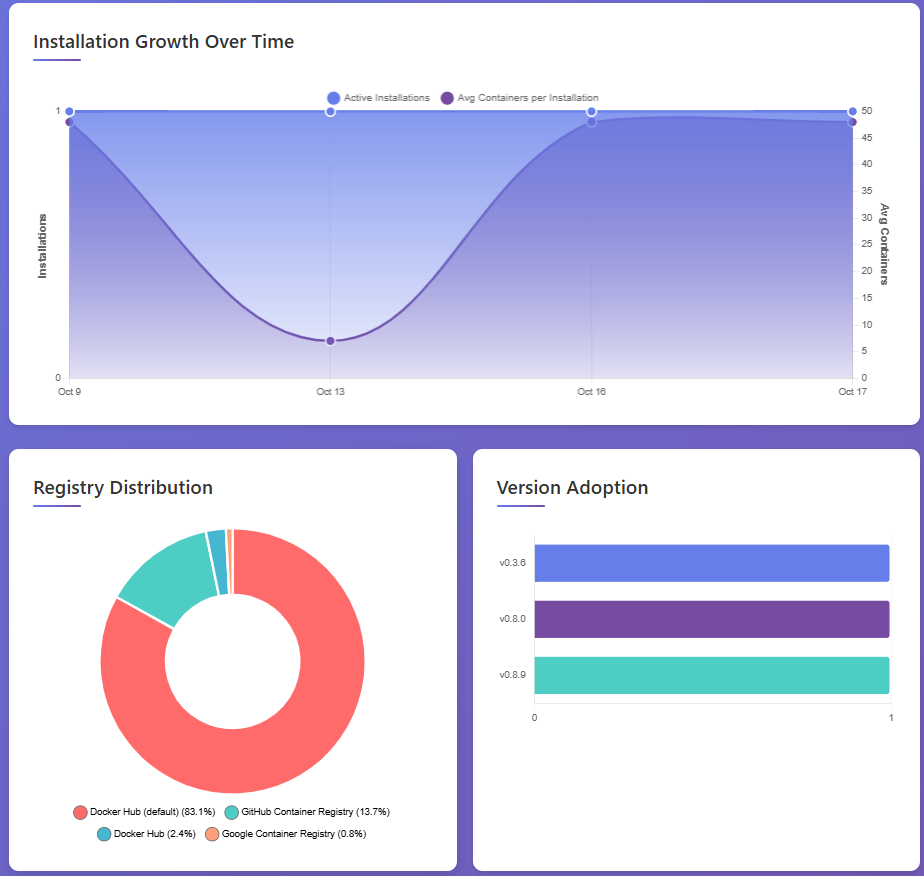 Installation Growth Over Time
Active Installations Avg Containers per Installation
1 50
45
40
35
30
25
20
15
10
5
0 0
Installations
Avg Containers
Oct 9 Oct 13 Oct 16 Oct 17
Registry Distribution
Docker Hub (default) (83.1%) GitHub Container Registry (13.7%)
Docker Hub (2.4%) Google Container Registry (0.8%)
Version Adoption
v0.3.6
v0.8.0
v0.8.9
0 1